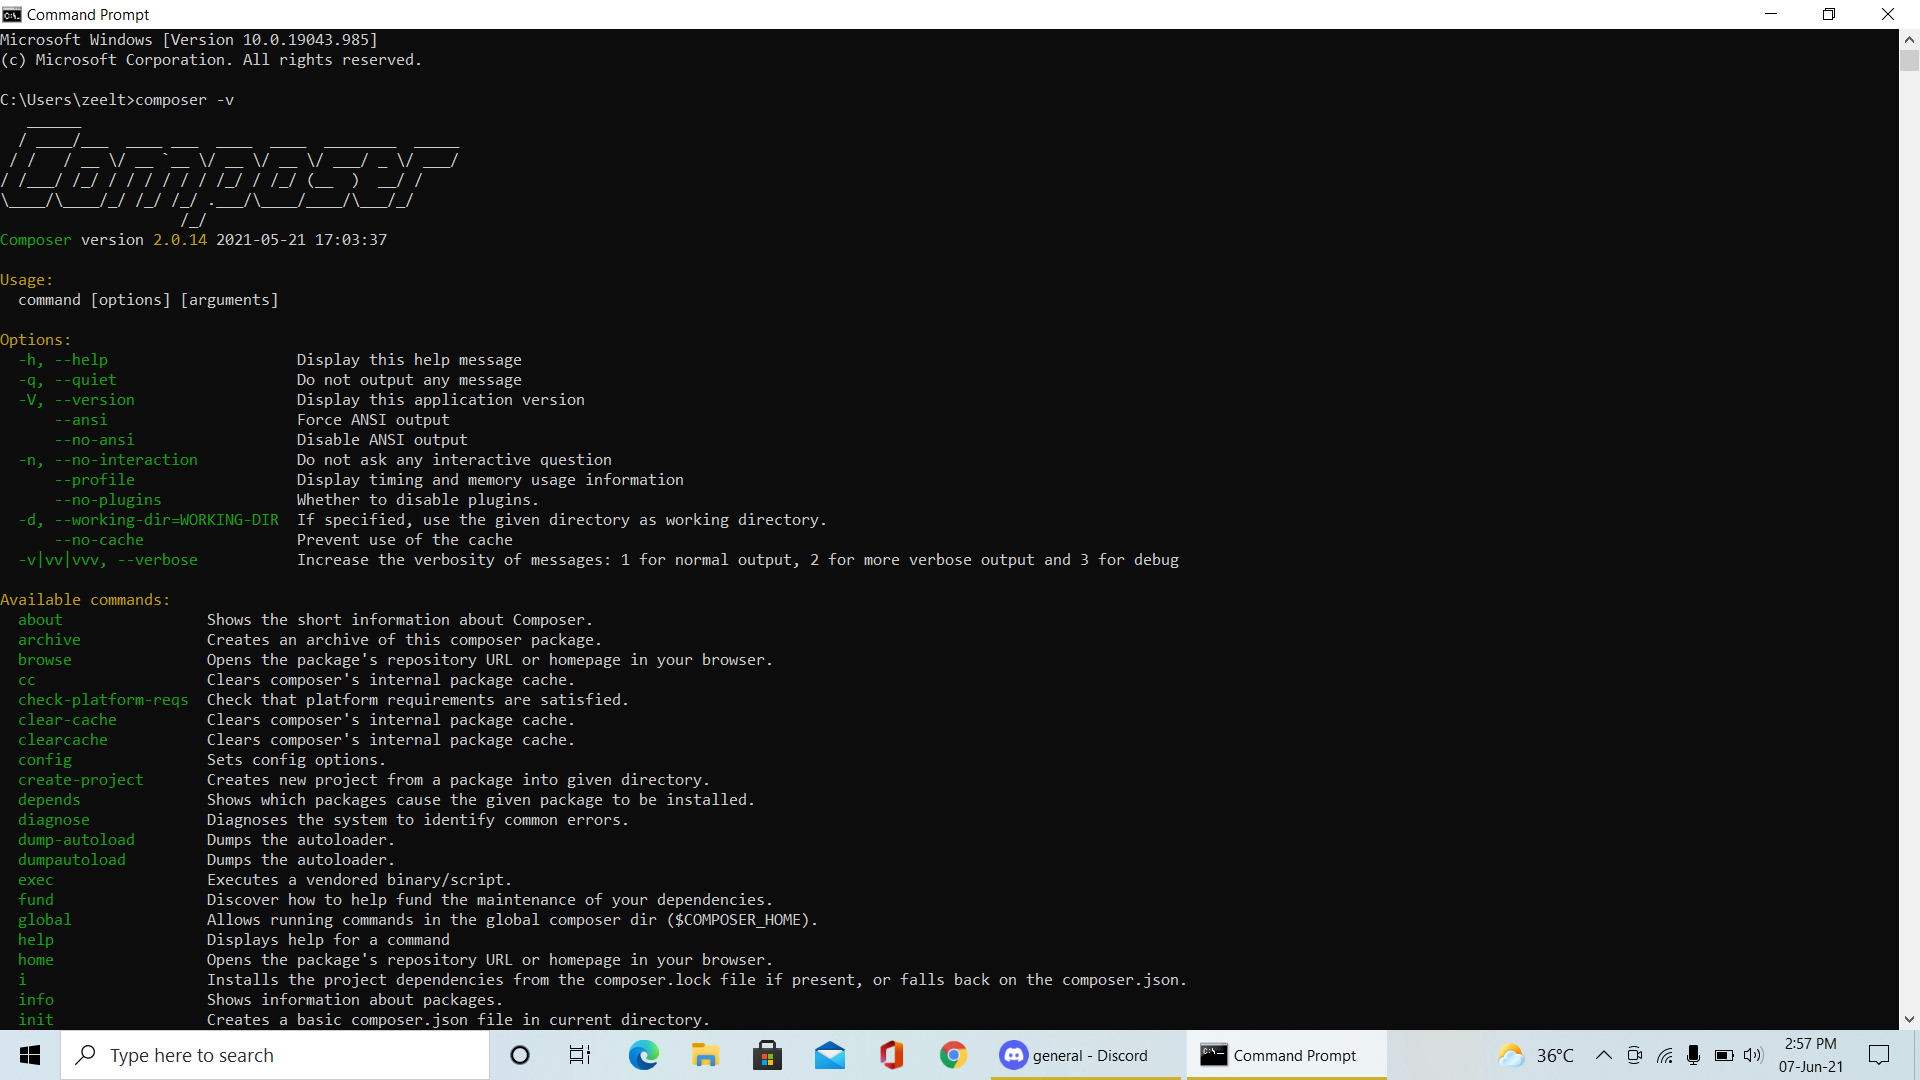 Command Prompt
Microsoft Windows [Version 10.0.19043.985]
(c) Microsoft Corporation. All rights reserved.
C:\Users\zeelt>composer -v
Composer
Composer version 2.0.14 2021-05-21 17:03:37
Usage:
  command [options] [arguments]
Options:
  -h, --help                     Display this help message
  -q, --quiet                    Do not output any message
  -V, --version                  Display this application version
      --ansi                     Force ANSI output
      --no-ansi                  Disable ANSI output
  -n, --no-interaction           Do not ask any interactive question
      --profile                  Display timing and memory usage information
      --no-plugins               Whether to disable plugins.
  -d, --working-dir=WORKING-DIR  If specified, use the given directory as working directory.
      --no-cache                 Prevent use of the cache
  -v|vv|vvv, --verbose           Increase the verbosity of messages: 1 for normal output, 2 for more verbose output and 3 for debug
Available commands:
  about                Shows the short information about Composer.
  archive              Creates an archive of this composer package.
  browse               Opens the package's repository URL or homepage in your browser.
  cc                   Clears composer's internal package cache.
  check-platform-reqs  Check that platform requirements are satisfied.
  clear-cache          Clears composer's internal package cache.
  clearcache           Clears composer's internal package cache.
  config               Sets config options.
  create-project       Creates new project from a package into given directory.
  depends              Shows which packages cause the given package to be installed.
  diagnose             Diagnoses the system to identify common errors.
  dump-autoload        Dumps the autoloader.
  dumpautoload         Dumps the autoloader.
  exec                 Executes a vendored binary/script.
  fund                 Discover how to help fund the maintenance of your dependencies.
  global               Allows running commands in the global composer dir ($COMPOSER_HOME).
  help                 Displays help for a command
  home                 Opens the package's repository URL or homepage in your browser.
  i                    Installs the project dependencies from the composer.lock file if present, or falls back on the composer.json.
  info                 Shows information about packages.
  init                 Creates a basic composer.json file in current directory.
Type here to search
general - Discord
Command Prompt
36°C
2:57 PM
07-Jun-21